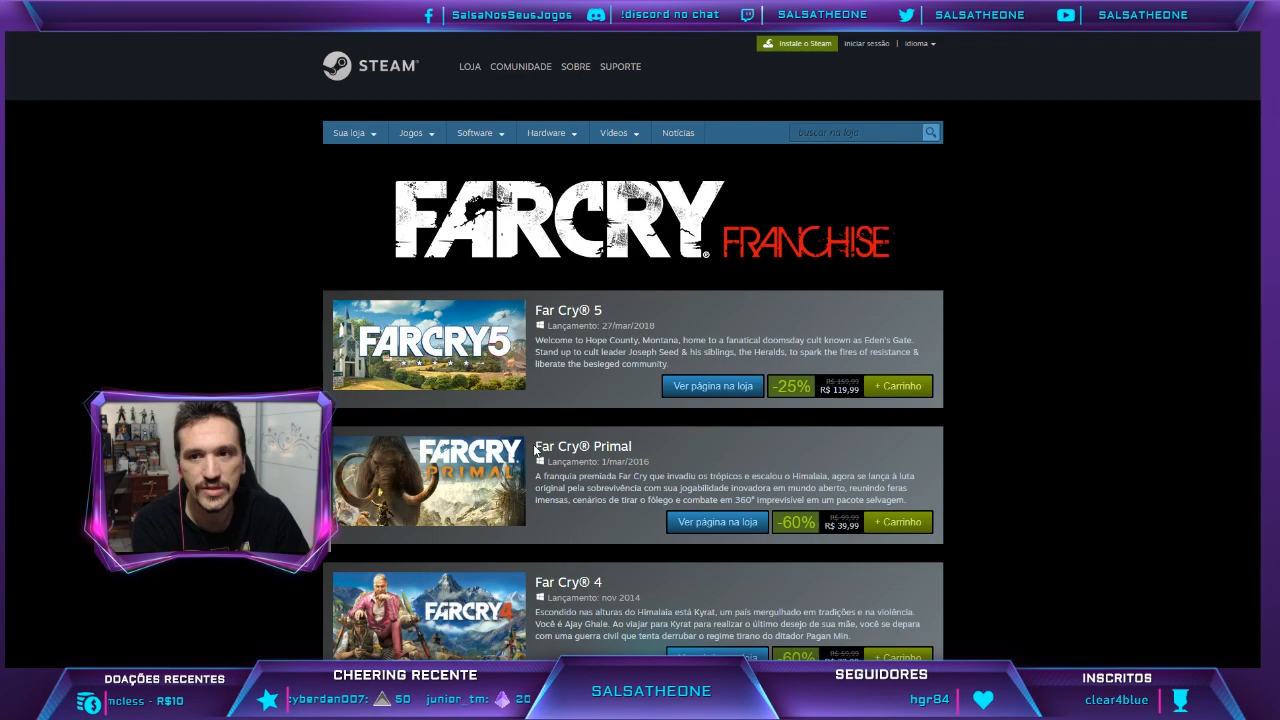 SalsaNosSeusJogos !discord no chat SALSATHEONE SALSATHEONE SALSATHEONE
Instale o Steam iniciar sessão | idioma
STEAM LOJA COMUNIDADE SOBRE SUPORTE
Sua loja Jogos Software Hardware Vídeos Notícias buscar na loja
FARCRY FRANCHISE
FARCRY5
Far Cry® 5
Lançamento: 27/mar/2018
Welcome to Hope County, Montana, home to a fanatical doomsday cult known as Eden's Gate.
Stand up to cult leader Joseph Seed & his siblings, the Heralds, to spark the fires of resistance &
liberate the besieged community.
Ver página na loja -25% R$ 159,99 R$ 119,99 + Carrinho
FARCRY PRIMAL
Far Cry® Primal
Lançamento: 1/mar/2016
A franquia premiada Far Cry que invadiu os trópicos e escalou o Himalaia, agora se lança à luta
original pela sobrevivência com sua jogabilidade inovadora em mundo aberto, reunindo feras
imensas, cenários de tirar o fôlego e combate em 360° imprevisível em um pacote selvagem.
Ver página na loja -60% R$ 99,99 R$ 39,99 + Carrinho
FARCRY4
Far Cry® 4
Lançamento: nov 2014
Escondido nas alturas do Himalaia está Kyrat, um país mergulhado em tradições e na violência.
Você é Ajay Ghale. Ao viajar para Kyrat para realizar o último desejo de sua mãe, você se depara
com uma guerra civil que tenta derrubar o regime tirano do ditador Pagan Min.
-60% R$ 59,99
DOAÇÕES RECENTES
mcless - R$10
CHEERING RECENTE
yberdan007: 50 junior_tm: 20
SALSATHEONE
SEGUIDORES
hgr84
INSCRITOS
clear4blue